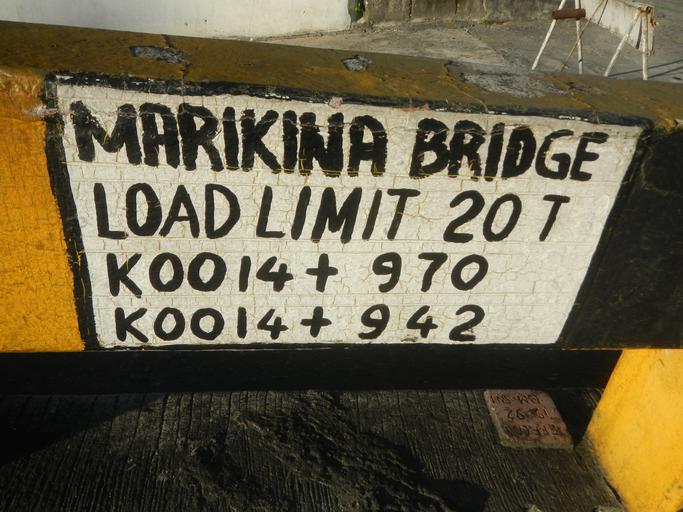 MARIKINA BRIDGE
LOAD LIMIT 20 T
K0014+970
K0014+942